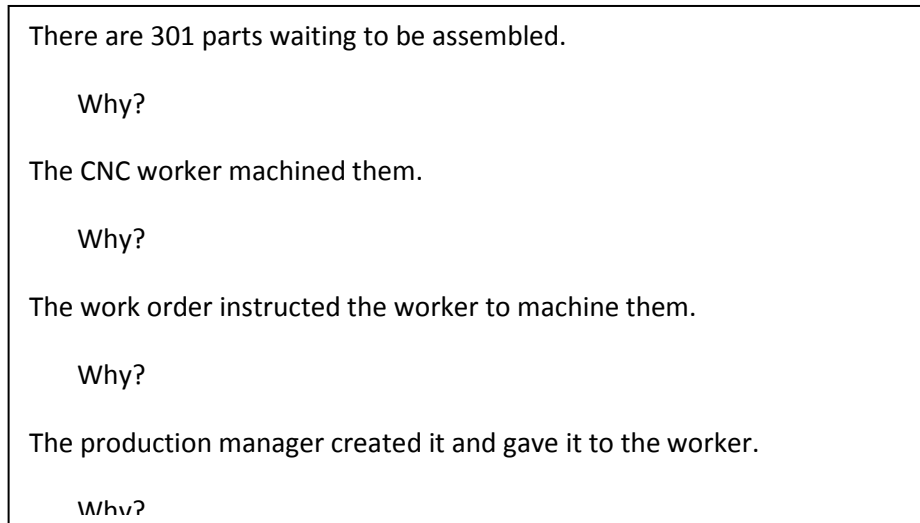 There are 301 parts waiting to be assembled.
Why?
The CNC worker machined them.
Why?
The work order instructed the worker to machine them.
Why?
The production manager created it and gave it to the worker.
Why?